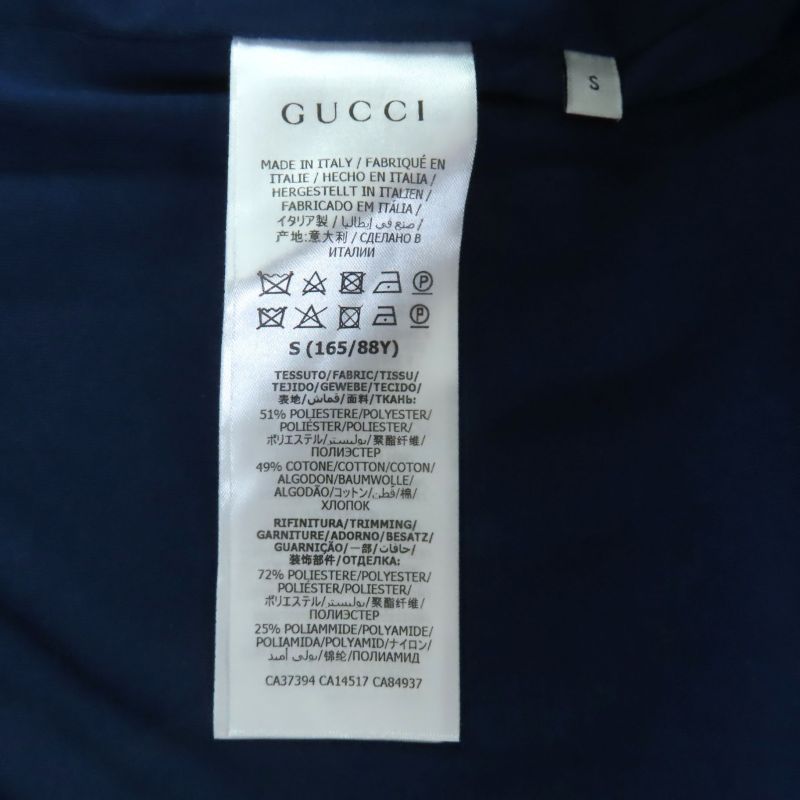 GUCCI
S
MADE IN ITALY / FABRIQUÉ EN
ITALIE / HECHO EN ITALIA /
HERGESTELLT IN ITALIEN /
FABRICADO EM ITÁLIA /
イタリア製 / صنع في إيطاليا /
产地:意大利 / СДЕЛАНО В
ИТАЛИИ
P
P
S (165/88Y)
TESSUTO/FABRIC/TISSU/
TEJIDO/GEWEBE/TECIDO/
表地/قماش/面料/ТКАНЬ:
51% POLIESTERE/POLYESTER/
POLYESTER/POLIÉSTER/
ポリエステル/بوليستر/聚酯纤维/
ПОЛИЭСТЕР
49% COTONE/COTTON/COTON/
ALGODON/BAUMWOLLE/
ALGODÃO/コットン/قطن/棉/
ХЛОПОК
RIFINITURA/TRIMMING/
GARNITURE/ADORNO/BESATZ/
GUARNIÇÃO/一部/حافات/
装饰部件/ОТДЕЛКА:
72% POLIESTERE/POLYESTER/
POLIÉSTER/POLIÉSTER/
ポリエステル/بوليستر/聚酯纤维/
ПОЛИЭСТЕР
25% POLIAMMIDE/POLYAMIDE/
POLIAMIDA/POLYAMID/ナイロン/
بولي أميد/锦纶/ПОЛИАМИД
CA37394 CA14517 CA84937